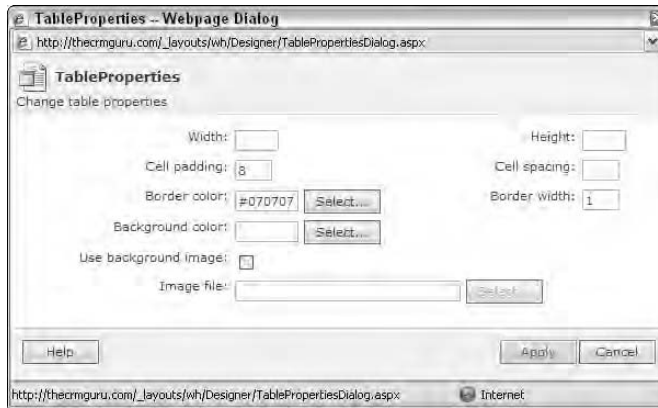 TableProperties -- Webpage Dialog
http://thecrmguru.com/_layouts/wh/Designer/TablePropertiesDialog.aspx
TableProperties
Change table properties
Width: Height:
Cell padding: 8 Cell spacing:
Border color: #070707 Select... Border width: 1
Background color: Select...
Use background image:
Image file: Select...
Help Apply Cancel
http://thecrmguru.com/_layouts/wh/Designer/TablePropertiesDialog.aspx Internet